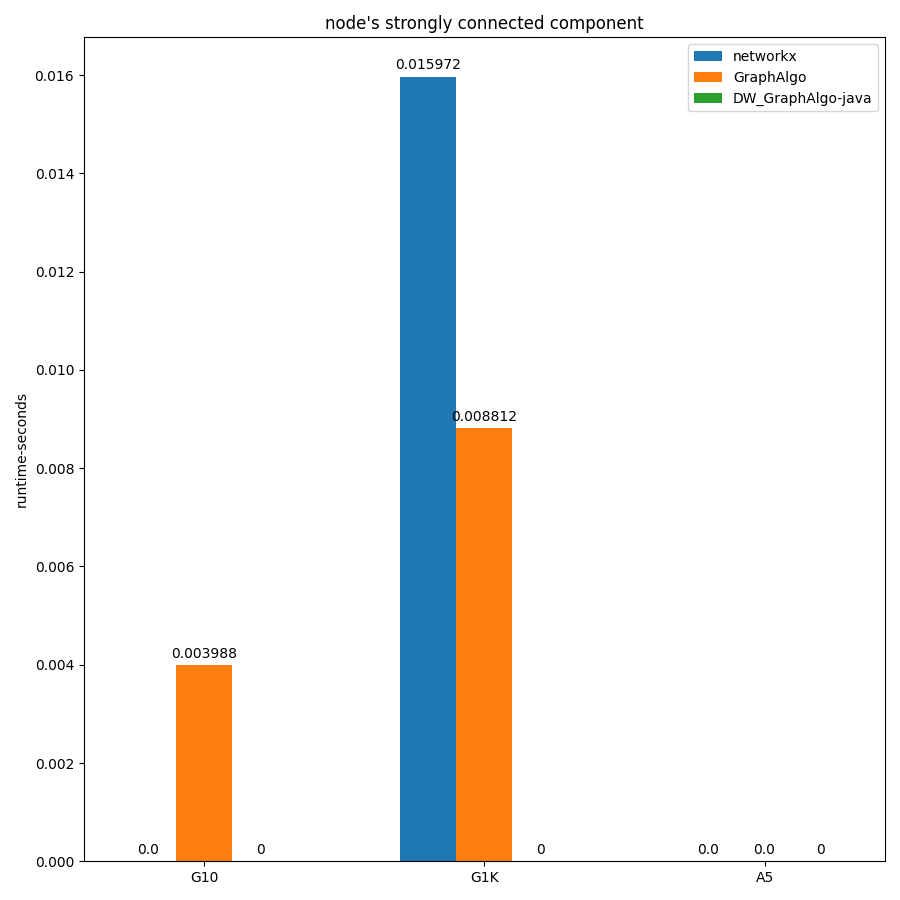 node's strongly connected component
networkx
GraphAlgo
DW_GraphAlgo-java
runtime-seconds
0.016
0.014
0.012
0.010
0.008
0.006
0.004
0.002
0.000
0.0
0.003988
0
0.015972
0.008812
0
0.0
0.0
0
G10
G1K
A5